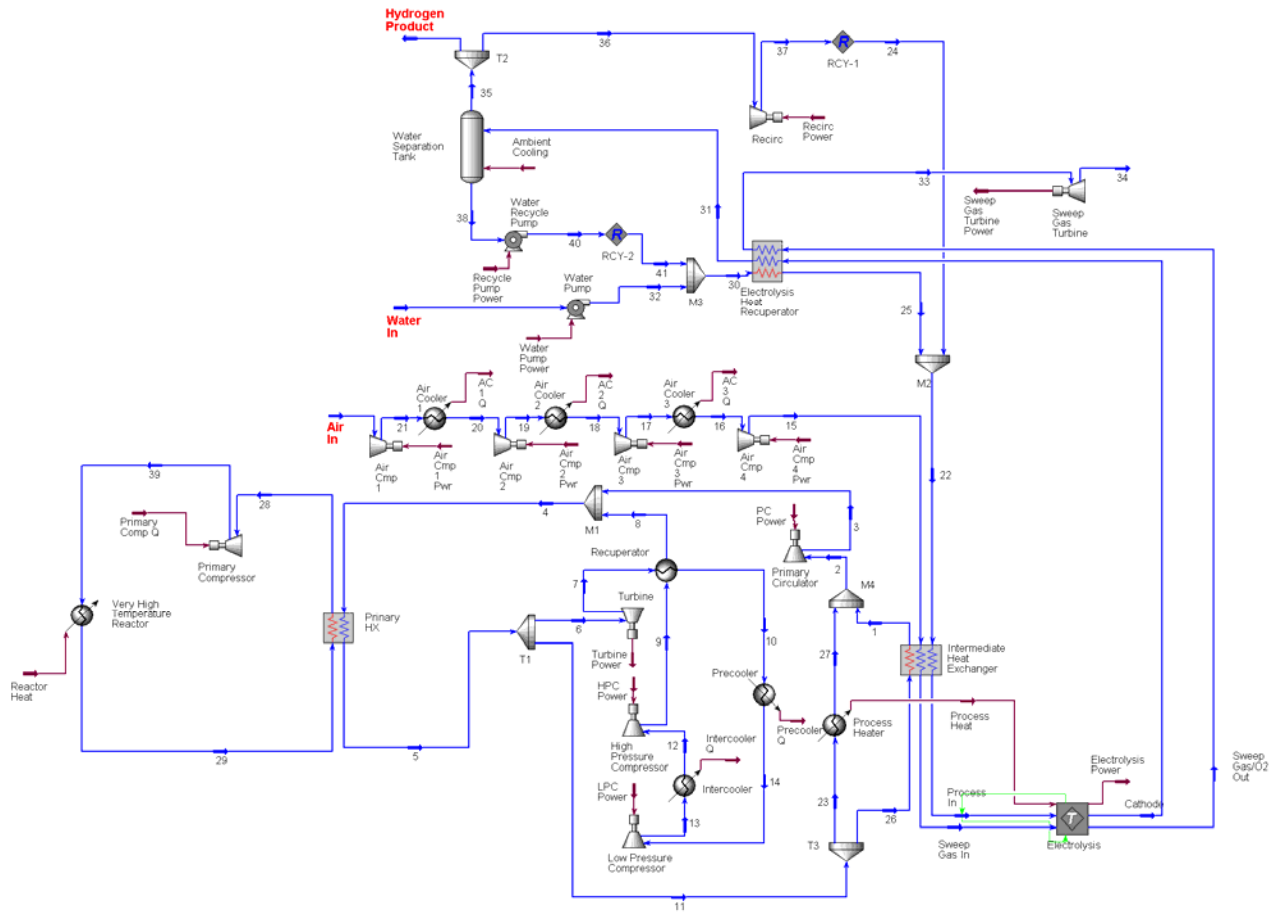 Hydrogen
Product
36
37
R
24
T2
RCY-1
35
Recirc
Recirc
Power
Water
Separation
Tank
Ambient
Cooling
33
34
Sweep
Gas
Turbine
Power
Sweep
Gas
Turbine
38
Water
Recycle
Pump
31
40
R
RCY-2
41
Recycle
Pump
Power
Water
Pump
32
M3
30
Electrolysis
Heat
Recuperator
25
Water
In
Water
Pump
Power
M2
Air
Cooler
1
AC
1
Q
Air
Cooler
2
AC
2
Q
Air
Cooler
3
AC
3
Q
Air
In
21
20
19
18
17
16
15
Air
Cmp
1
Air
Cmp
1
Pwr
Air
Cmp
2
Air
Cmp
2
Pwr
Air
Cmp
3
Air
Cmp
3
Pwr
Air
Cmp
4
Air
Cmp
4
Pwr
22
39
28
4
M1
8
3
Primary
Comp Q
Primary
Compressor
PC
Power
Primary
Circulator
2
Recuperator
7
Turbine
M4
Very High
Temperature
Reactor
Primary
HX
6
T1
Turbine
Power
9
10
1
27
Intermediate
Heat
Exchanger
Reactor
Heat
HPC
Power
Precooler
Precooler
Q
Process
Heater
Process
Heat
29
5
High
Pressure
Compressor
12
Intercooler
Q
Intercooler
14
LPC
Power
13
Low Pressure
Compressor
23
26
T3
11
Process
In
Sweep
Gas In
Electrolysis
Power
Cathode
T
Electrolysis
Sweep
Gas/O2
Out